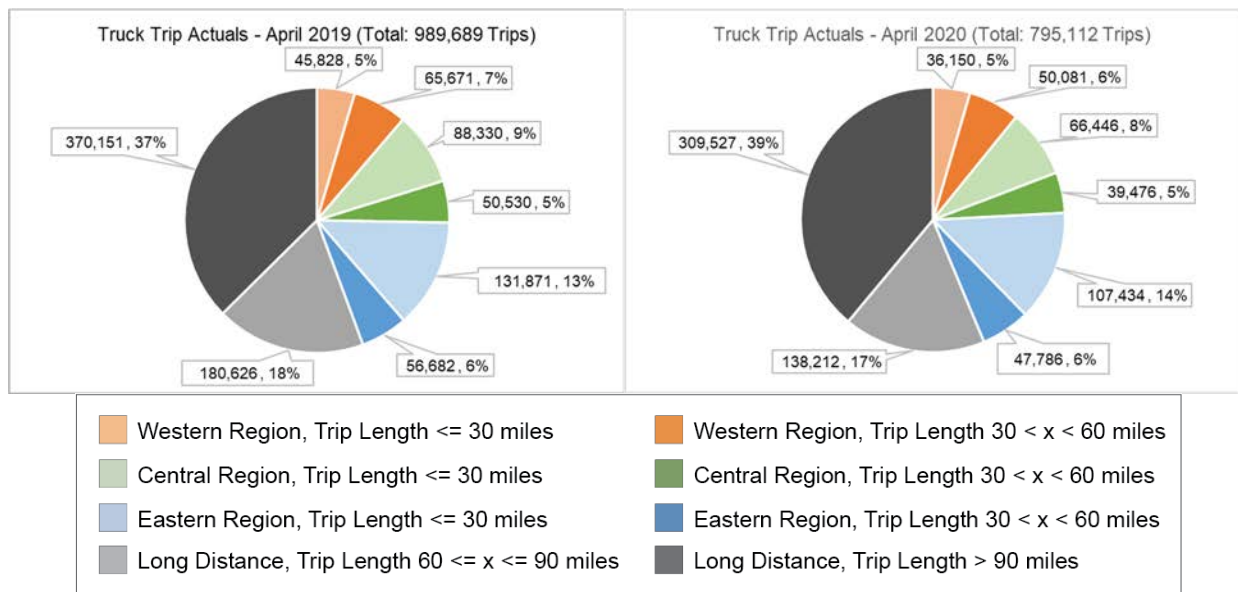 Truck Trip Actuals - April 2019 (Total: 989,689 Trips)
45,828, 5%
65,671, 7%
88,330, 9%
50,530, 5%
131,871, 13%
56,682, 6%
180,626, 18%
370,151, 37%
Truck Trip Actuals - April 2020 (Total: 795,112 Trips)
36,150, 5%
50,081, 6%
66,446, 8%
39,476, 5%
107,434, 14%
47,786, 6%
138,212, 17%
309,527, 39%
Western Region, Trip Length <= 30 miles
Western Region, Trip Length 30 < x < 60 miles
Central Region, Trip Length <= 30 miles
Central Region, Trip Length 30 < x < 60 miles
Eastern Region, Trip Length <= 30 miles
Eastern Region, Trip Length 30 < x < 60 miles
Long Distance, Trip Length 60 <= x <= 90 miles
Long Distance, Trip Length > 90 miles